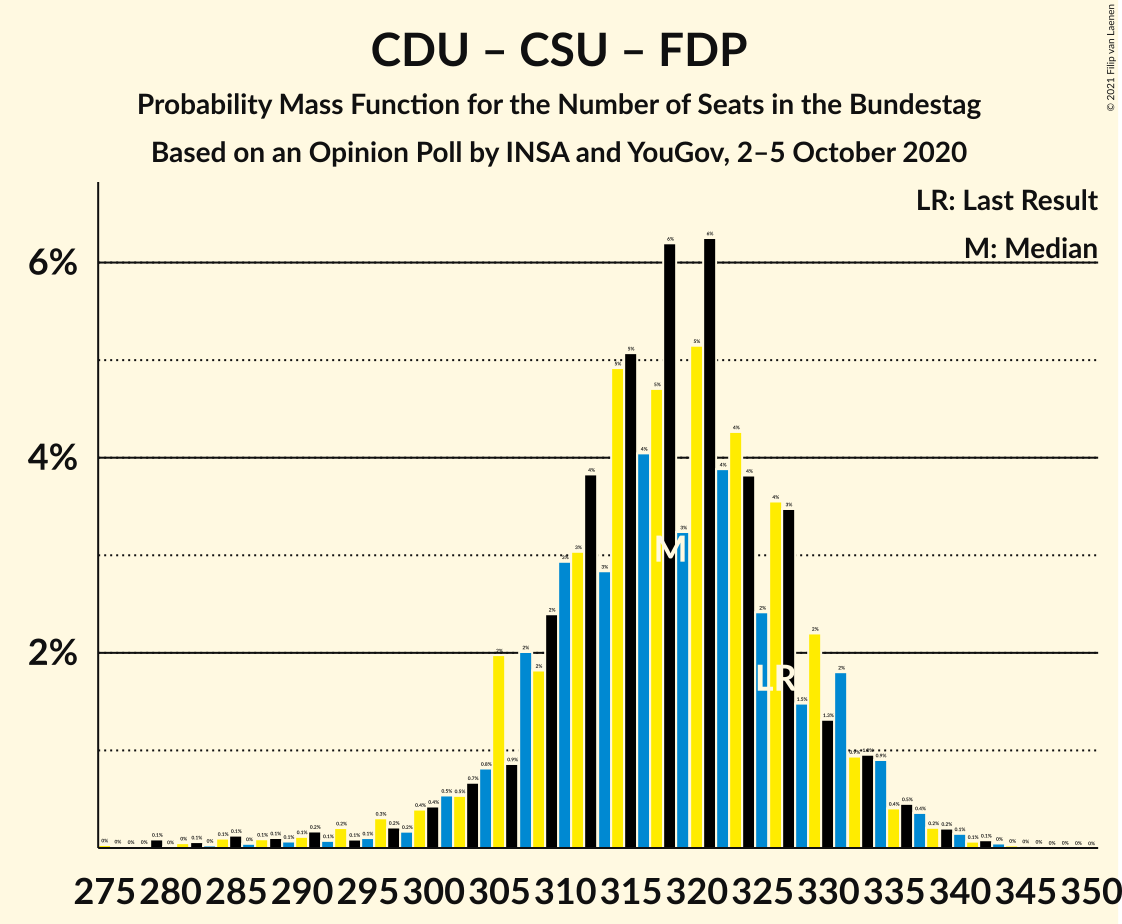 CDU – CSU – FDP
Probability Mass Function for the Number of Seats in the Bundestag
Based on an Opinion Poll by INSA and YouGov, 2–5 October 2020
© 2021 Filip van Laenen
LR: Last Result
M: Median
6%
4%
2%
M
LR
275 280 285 290 295 300 305 310 315 320 325 330 335 340 345 350